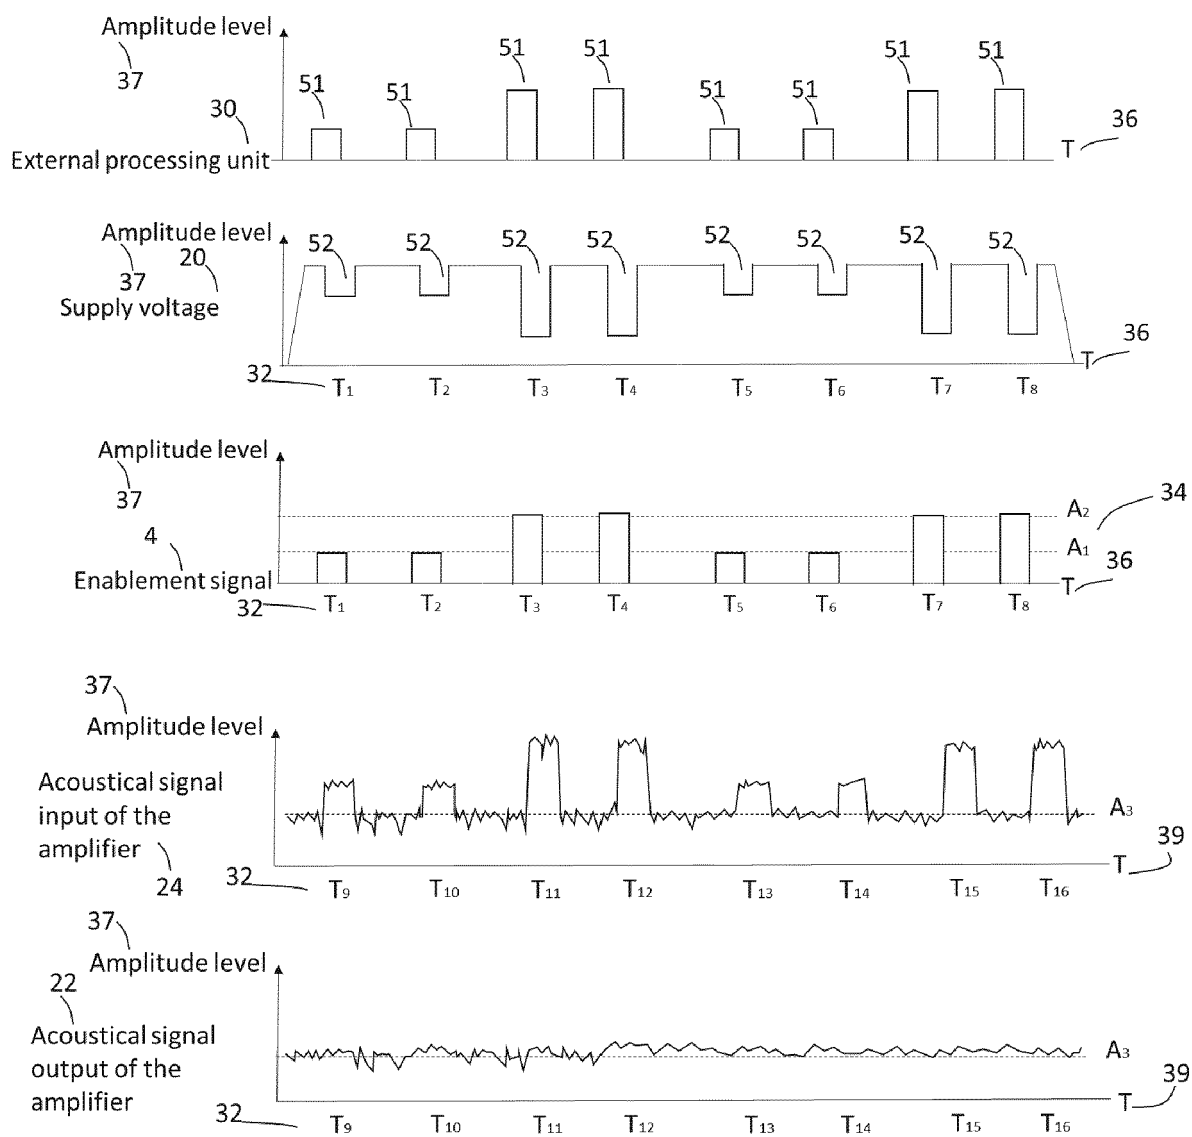 Amplitude level
37
51 51 51 51 51 51 51 51
30
External processing unit
T 36
Amplitude level
20
52 52 52 52 52 52 52 52
37
Supply voltage
T 36
32 T1 T2 T3 T4 T5 T6 T7 T8
Amplitude level
37
34
A2
4
A1
Enablement signal
T 36
32 T1 T2 T3 T4 T5 T6 T7 T8
37
Amplitude level
Acoustical signal
input of the
amplifier
A3
24
T 39
32 T9 T10 T11 T12 T13 T14 T15 T16
37
Amplitude level
22
Acoustical signal
output of the
amplifier
A3
T 39
32 T9 T10 T11 T12 T13 T14 T15 T16